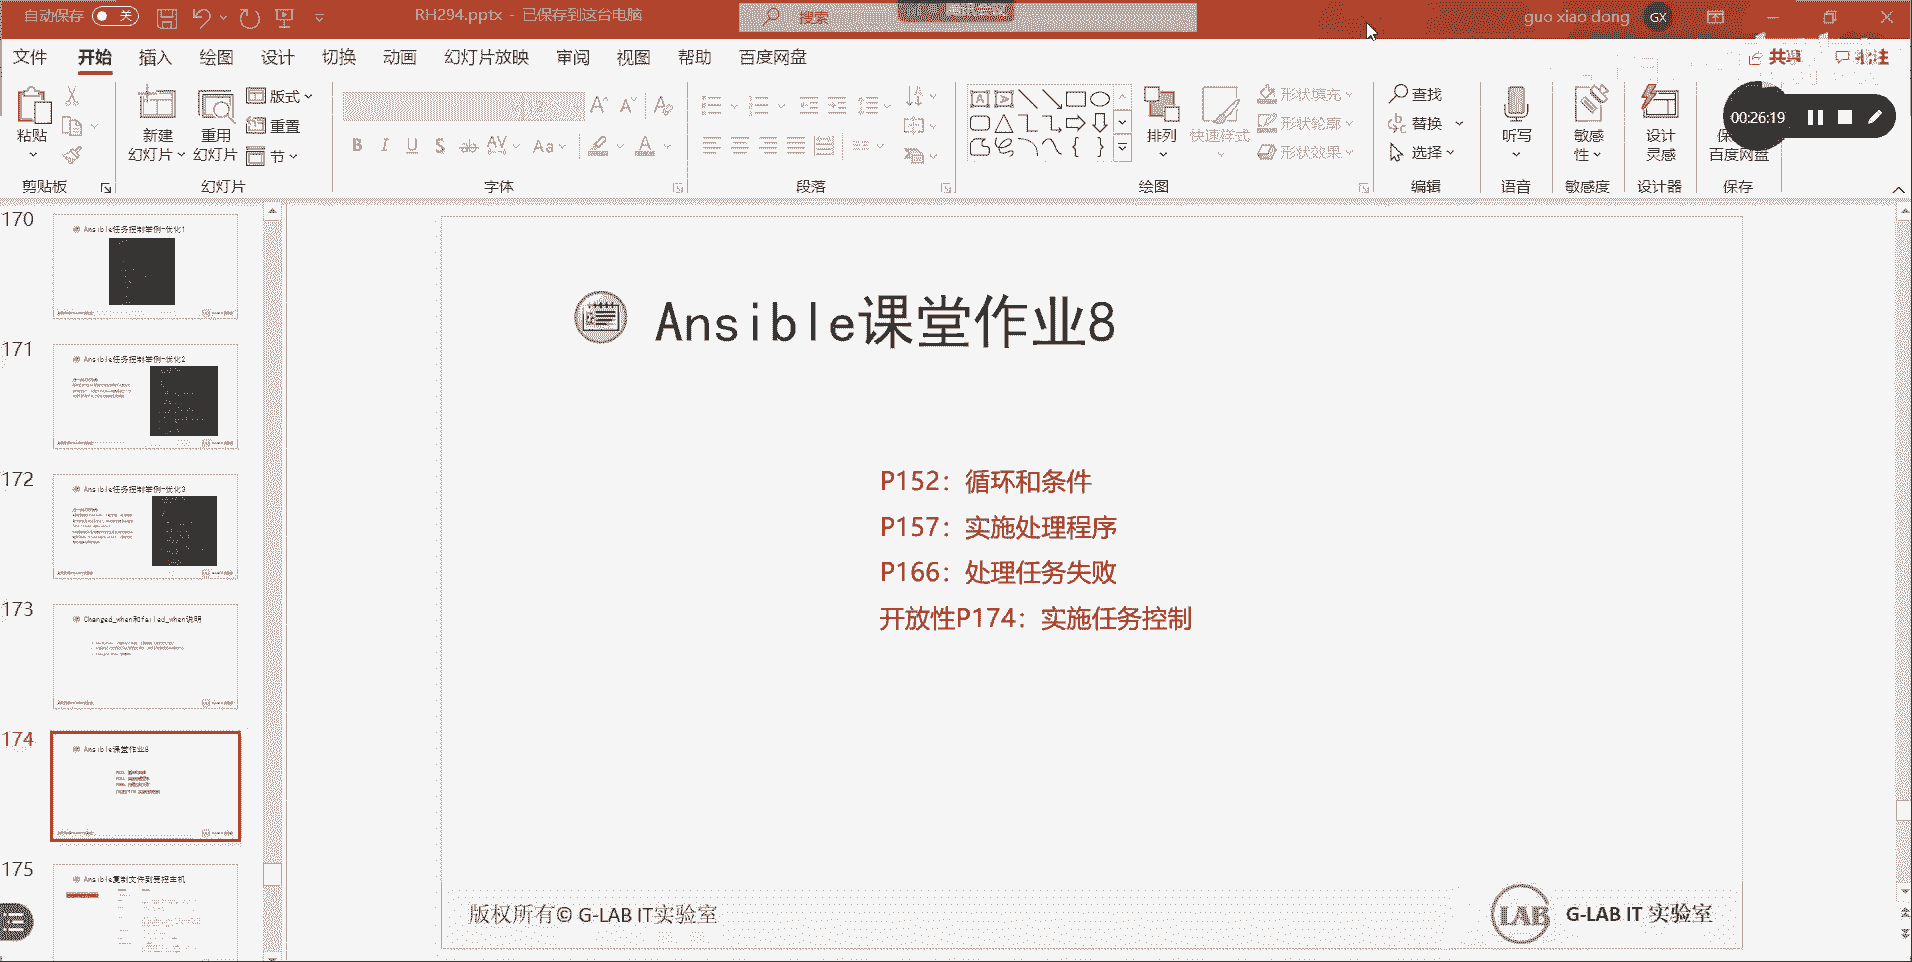 自动保存 关 RH294.pptx - 已保存到这台电脑 搜索 腾讯会议 guo xiao dong GX
文件 开始 插入 绘图 设计 切换 动画 幻灯片放映 审阅 视图 帮助 百度网盘 共享 批注
00:26:19
粘贴
新建
幻灯片
重用
幻灯片
版式
重置
节
B I U S ab AV Aa A
排列 快速样式
形状填充
形状轮廓
形状效果
查找
替换
选择
听写
敏感
性
设计
灵感
保
百度网盘
剪贴板 幻灯片 字体 段落 绘图 编辑 语音 敏感度 设计器 保存
170
Ansible任务控制举例-优化1
171
Ansible任务控制举例-优化2
172
Ansible任务控制举例-优化3
173
Changed_when和failed_when说明
174
Ansible课堂作业8
175
Ansible复制文件到受控主机
Ansible课堂作业8
P152：循环和条件
P157：实施处理程序
P166：处理任务失败
开放性P174：实施任务控制
版权所有© G-LAB IT实验室
LAB G-LAB IT 实验室